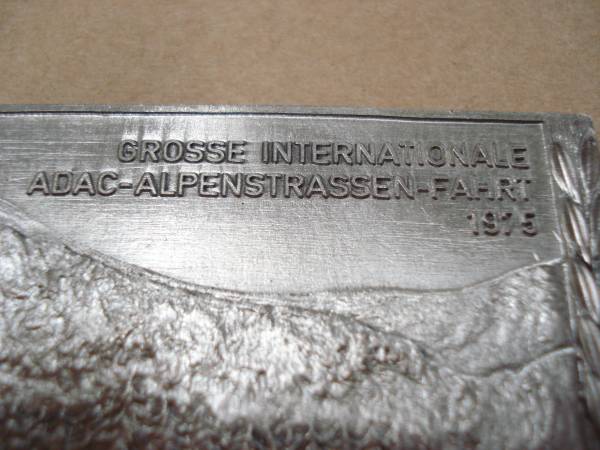 GROSSE INTERNATIONALE
ADAC-ALPENSTRASSEN-FAHRT
1975